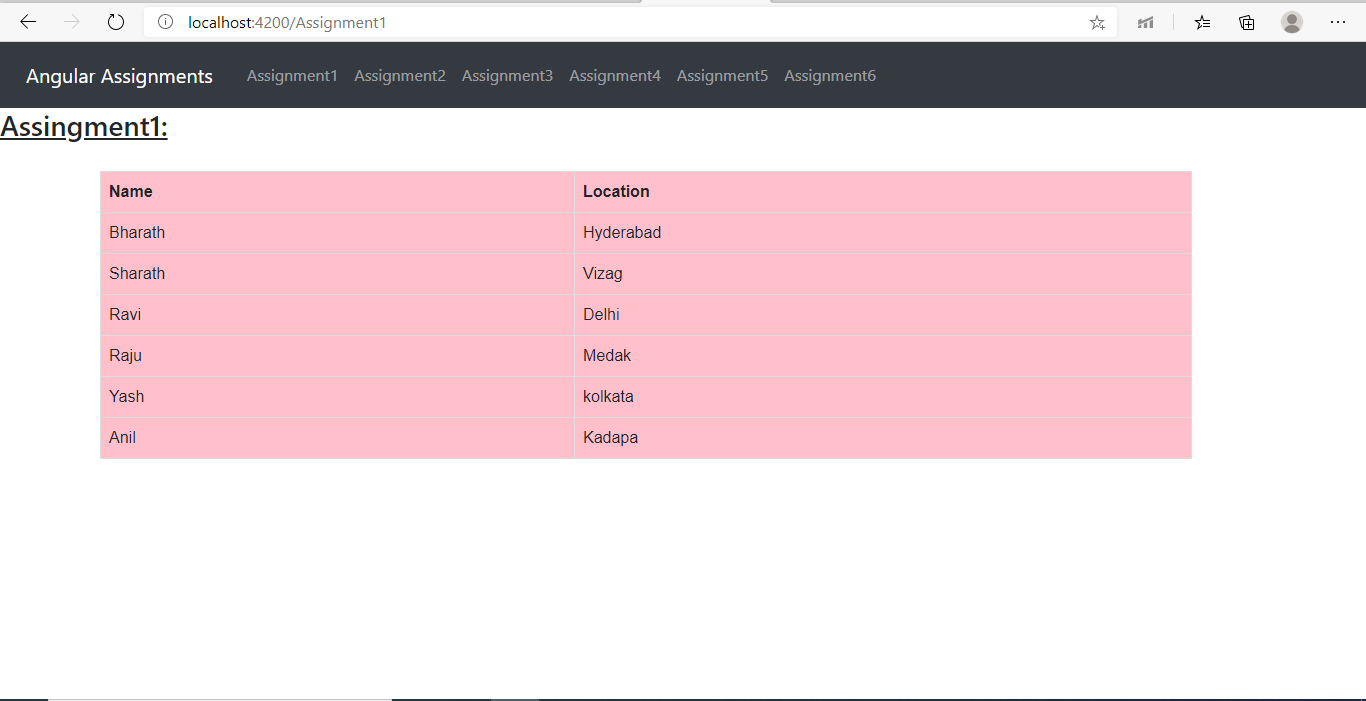 localhost:4200/Assignment1
Angular Assignments Assignment1 Assignment2 Assignment3 Assignment4 Assignment5 Assignment6
Assingment1:
Name Location
Bharath Hyderabad
Sharath Vizag
Ravi Delhi
Raju Medak
Yash kolkata
Anil Kadapa